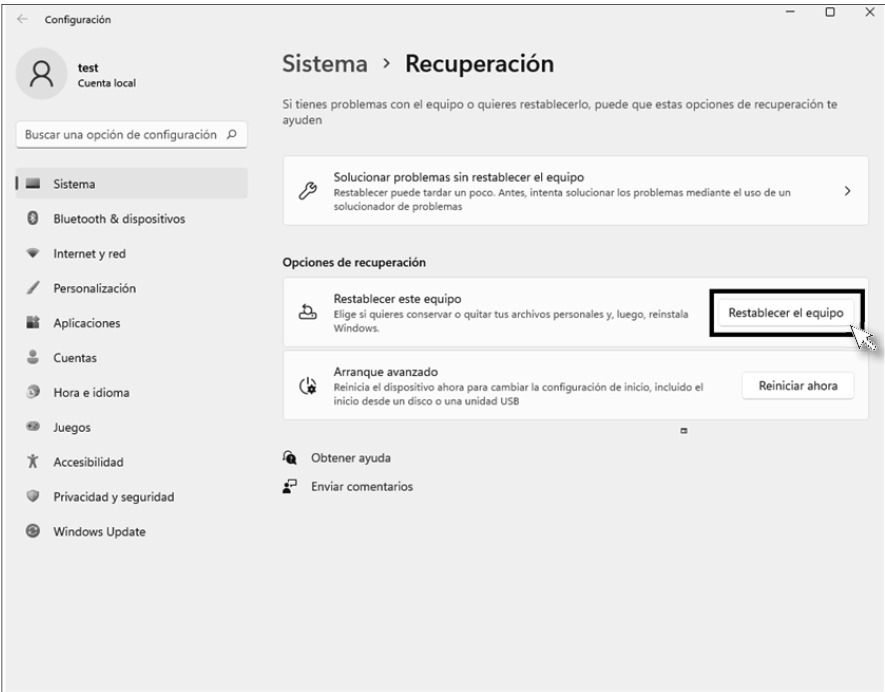 Configuración
test
Cuenta local
Buscar una opción de configuración
Sistema
Bluetooth & dispositivos
Internet y red
Personalización
Aplicaciones
Cuentas
Hora e idioma
Juegos
Accesibilidad
Privacidad y seguridad
Windows Update
Sistema > Recuperación
Si tienes problemas con el equipo o quieres restablecerlo, puede que estas opciones de recuperación te
ayuden
Solucionar problemas sin restablecer el equipo
Restablecer puede tardar un poco. Antes, intenta solucionar los problemas mediante el uso de un
solucionador de problemas
Opciones de recuperación
Restablecer este equipo
Elige si quieres conservar o quitar tus archivos personales y, luego, reinstala
Windows.
Restablecer el equipo
Arranque avanzado
Reinicia el dispositivo ahora para cambiar la configuración de inicio, incluido el
inicio desde un disco o una unidad USB
Reiniciar ahora
Obtener ayuda
Enviar comentarios